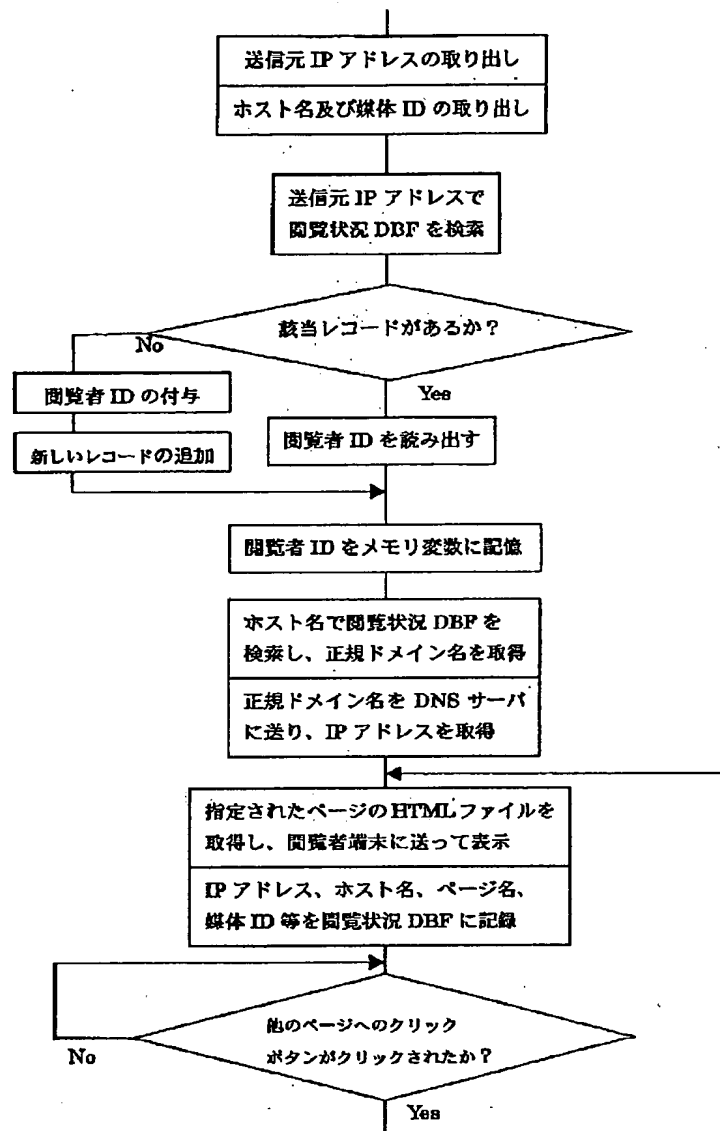 送信元 IP アドレスの取り出し
ホスト名及び媒体 ID の取り出し
送信元 IP アドレスで
閲覧状況 DBF を検索
該当レコードがあるか？
No
Yes
閲覧者 ID の付与
閲覧者 ID を読み出す
新しいレコードの追加
閲覧者 ID をメモリ変数に記憶
ホスト名で閲覧状況 DBF を
検索し、正規ドメイン名を取得
正規ドメイン名を DNS サーバ
に送り、IP アドレスを取得
指定されたページの HTML ファイルを
取得し、閲覧者端末に送って表示
IP アドレス、ホスト名、ページ名、
媒体 ID 等を閲覧状況 DBF に記録
他のページへのクリック
ボタンがクリックされたか？
No
Yes